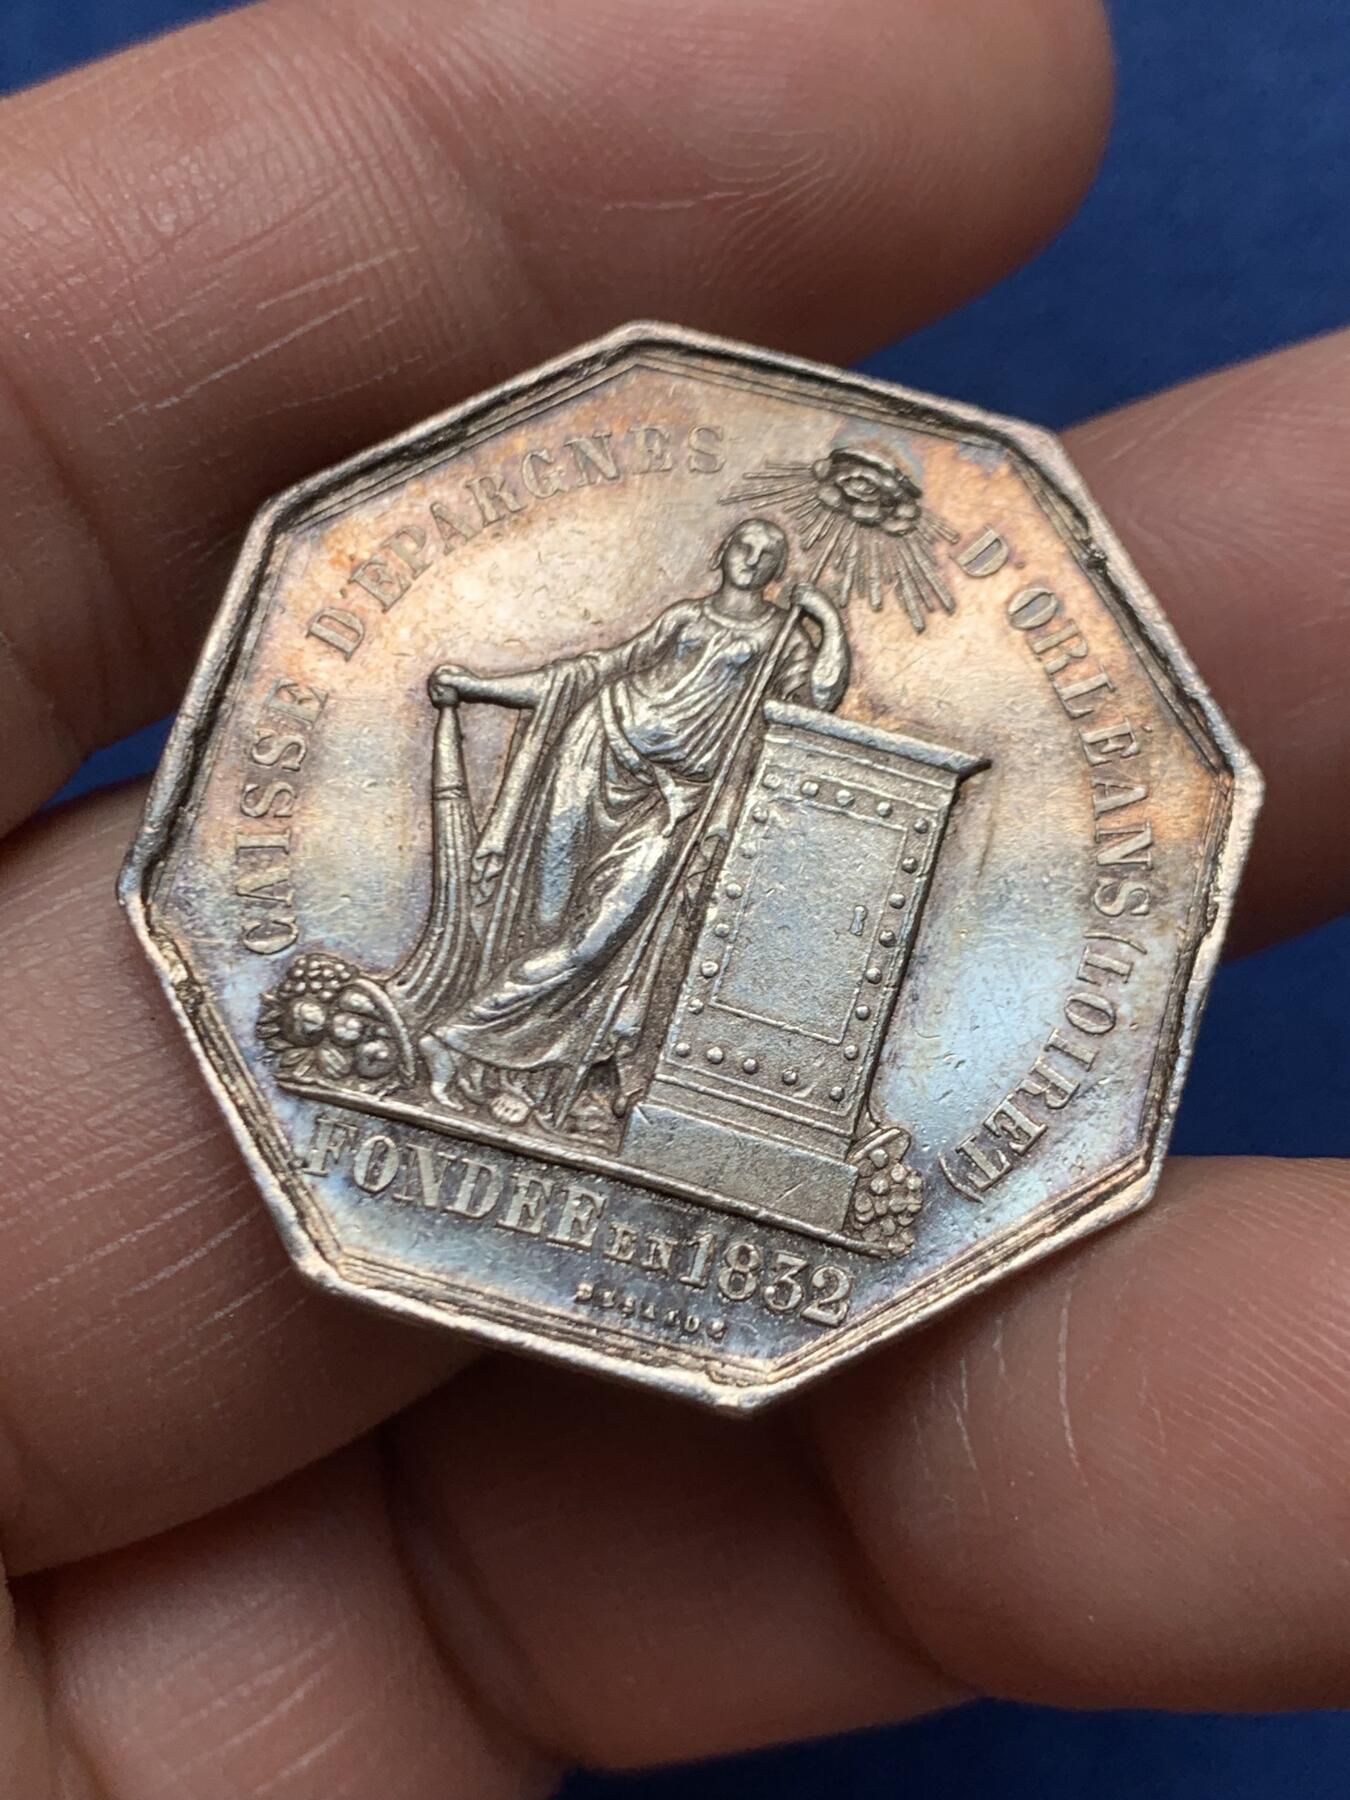 CAISSE D'EPARGNES D'ORLÉANS (LOIRET)
FONDÉE EN 1832